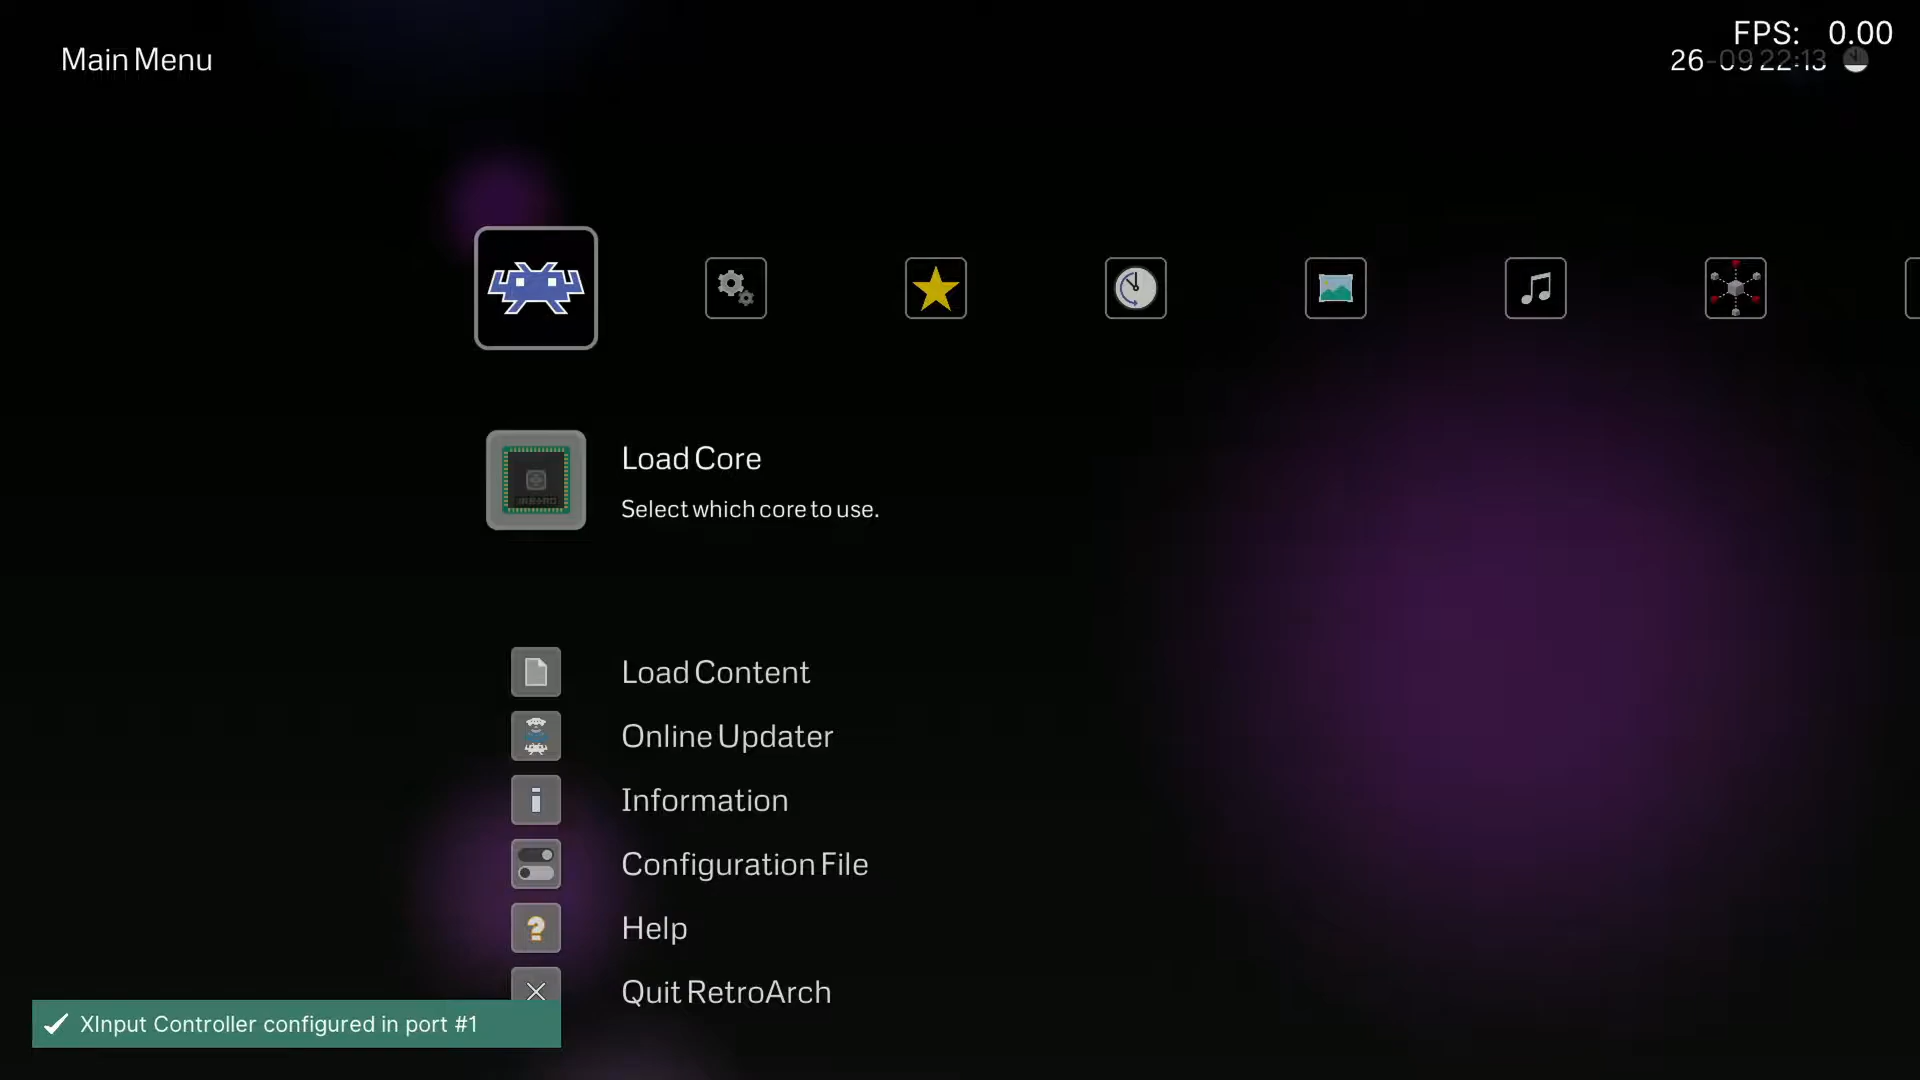 Main Menu
FPS: 0.00
26-09 22:13
Load Core
Select which core to use.
Load Content
Online Updater
Information
Configuration File
Help
Quit RetroArch
XInput Controller configured in port #1